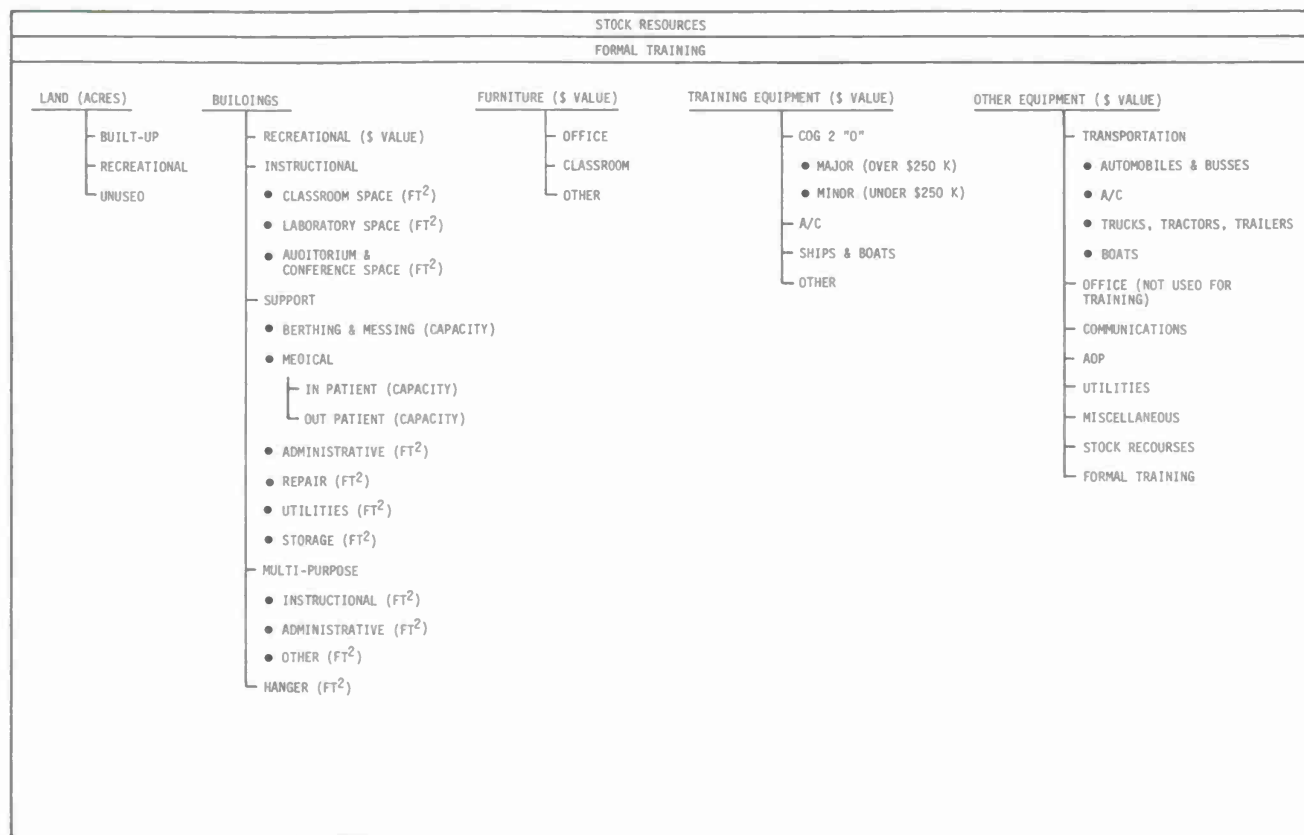 STOCK RESOURCES
FORMAL TRAINING
LAND (ACRES)
BUILT-UP
RECREATIONAL
UNUSEO
BUILOINGS
RECREATIONAL ($ VALUE)
INSTRUCTIONAL
• CLASSROOM SPACE (FT²)
• LABORATORY SPACE (FT²)
• AUOITORIUM &
CONFERENCE SPACE (FT²)
SUPPORT
• BERTHING & MESSING (CAPACITY)
• MEOICAL
IN PATIENT (CAPACITY)
OUT PATIENT (CAPACITY)
• ADMINISTRATIVE (FT²)
• REPAIR (FT²)
• UTILITIES (FT²)
• STORAGE (FT²)
MULTI-PURPOSE
• INSTRUCTIONAL (FT²)
• ADMINISTRATIVE (FT²)
• OTHER (FT²)
HANGER (FT²)
FURNITURE ($ VALUE)
OFFICE
CLASSROOM
OTHER
TRAINING EQUIPMENT ($ VALUE)
COG 2 "O"
• MAJOR (OVER $250 K)
• MINOR (UNDER $250 K)
A/C
SHIPS & BOATS
OTHER
OTHER EQUIPMENT ($ VALUE)
TRANSPORTATION
• AUTOMOBILES & BUSSES
• A/C
• TRUCKS, TRACTORS, TRAILERS
• BOATS
OFFICE (NOT USEO FOR
TRAINING)
COMMUNICATIONS
AOP
UTILITIES
MISCELLANEOUS
STOCK RECOURSES
FORMAL TRAINING